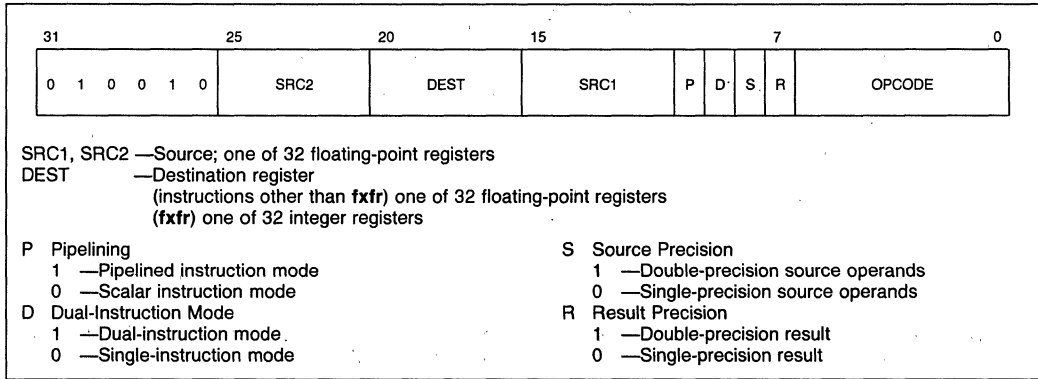 31 25 20 15 7 0
0 1 0 0 1 0 SRC2 DEST SRC1 P D S R OPCODE
SRC1, SRC2 —Source; one of 32 floating-point registers
DEST —Destination register
(instructions other than fxfr) one of 32 floating-point registers
(fxfr) one of 32 integer registers
P Pipelining
1 —Pipelined instruction mode
0 —Scalar instruction mode
D Dual-Instruction Mode
1 —Dual-instruction mode
0 —Single-instruction mode
S Source Precision
1 —Double-precision source operands
0 —Single-precision source operands
R Result Precision
1 —Double-precision result
0 —Single-precision result